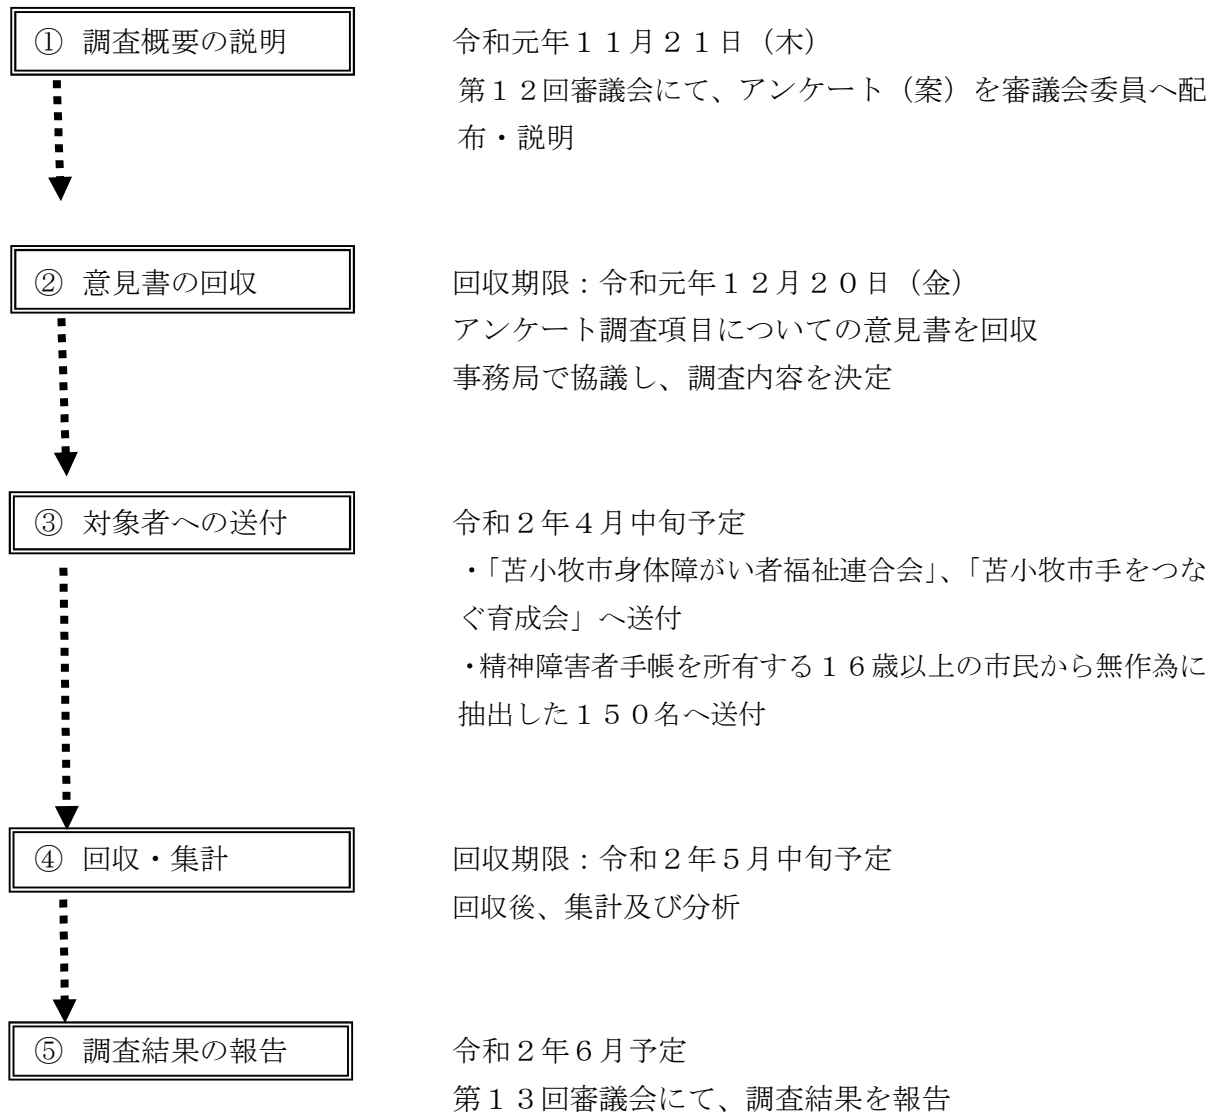 ① 調査概要の説明
令和元年１１月２１日（木）
第１２回審議会にて、アンケート（案）を審議会委員へ配
布・説明
② 意見書の回収
回収期限：令和元年１２月２０日（金）
アンケート調査項目についての意見書を回収
事務局で協議し、調査内容を決定
③ 対象者への送付
令和２年４月中旬予定
・「苫小牧市身体障がい者福祉連合会」、「苫小牧市手をつな
ぐ育成会」へ送付
・精神障害者手帳を所有する１６歳以上の市民から無作為に
抽出した１５０名へ送付
④ 回収・集計
回収期限：令和２年５月中旬予定
回収後、集計及び分析
⑤ 調査結果の報告
令和２年６月予定
第１３回審議会にて、調査結果を報告